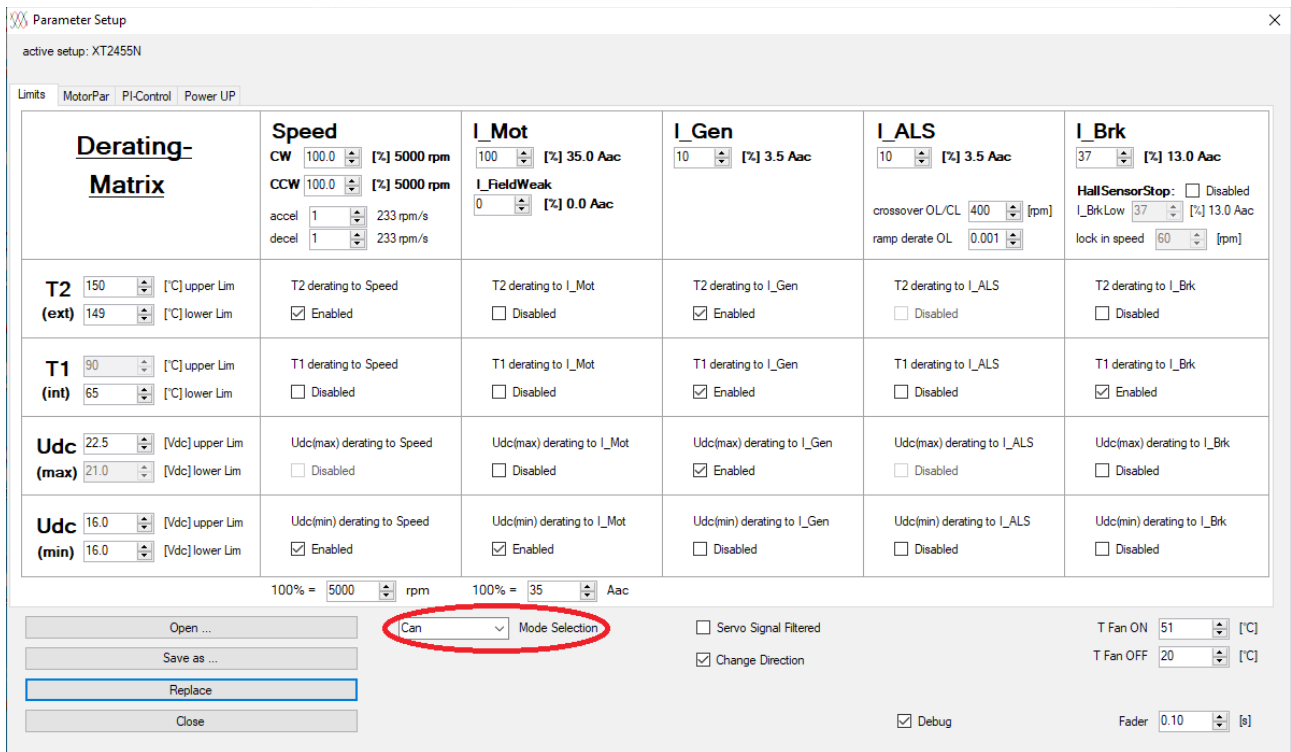 Parameter Setup
active setup: XT2455N
Limits MotorPar PI-Control Power UP
Derating-
Matrix
Speed
CW 100.0 [%] 5000 rpm
CCW 100.0 [%] 5000 rpm
accel 1 233 rpm/s
decel 1 233 rpm/s
I_Mot
100 [%] 35.0 Aac
I_FieldWeak
0 [%] 0.0 Aac
I_Gen
10 [%] 3.5 Aac
I_ALS
10 [%] 3.5 Aac
crossover OL/CL 400 [rpm]
ramp derate OL 0.001
I_Brk
37 [%] 13.0 Aac
HallSensorStop: Disabled
I_BrkLow 37 [%] 13.0 Aac
lock in speed 60 [rpm]
T2 150 [°C] upper Lim
(ext) 149 [°C] lower Lim
T2 derating to Speed
Enabled
T2 derating to I_Mot
Disabled
T2 derating to I_Gen
Enabled
T2 derating to I_ALS
Disabled
T2 derating to I_Brk
Disabled
T1 90 [°C] upper Lim
(int) 65 [°C] lower Lim
T1 derating to Speed
Disabled
T1 derating to I_Mot
Disabled
T1 derating to I_Gen
Enabled
T1 derating to I_ALS
Disabled
T1 derating to I_Brk
Enabled
Udc 22.5 [Vdc] upper Lim
(max) 21.0 [Vdc] lower Lim
Udc(max) derating to Speed
Disabled
Udc(max) derating to I_Mot
Disabled
Udc(max) derating to I_Gen
Enabled
Udc(max) derating to I_ALS
Disabled
Udc(max) derating to I_Brk
Disabled
Udc 16.0 [Vdc] upper Lim
(min) 16.0 [Vdc] lower Lim
Udc(min) derating to Speed
Enabled
Udc(min) derating to I_Mot
Enabled
Udc(min) derating to I_Gen
Disabled
Udc(min) derating to I_ALS
Disabled
Udc(min) derating to I_Brk
Disabled
100% = 5000 rpm 100% = 35 Aac
Open ...
Save as ...
Replace
Close
Can Mode Selection
Servo Signal Filtered
Change Direction
Debug
T Fan ON 51 [°C]
T Fan OFF 20 [°C]
Fader 0.10 [s]